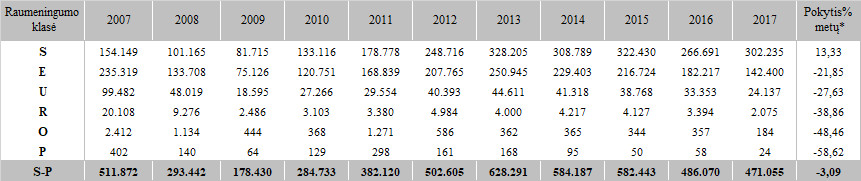 Raumeningumo klasė 2007 2008 2009 2010 2011 2012 2013 2014 2015 2016 2017 Pokytis% metų*
S 154.149 101.165 81.715 133.116 178.778 248.716 328.205 308.789 322.430 266.691 302.235 13,33
E 235.319 133.708 75.126 120.751 168.839 207.765 250.945 229.403 216.724 182.217 142.400 -21,85
U 99.482 48.019 18.595 27.266 29.554 40.393 44.611 41.318 38.768 33.353 24.137 -27,63
R 20.108 9.276 2.486 3.103 3.380 4.984 4.000 4.217 4.127 3.394 2.075 -38,86
O 2.412 1.134 444 368 1.271 586 362 365 344 357 184 -48,46
P 402 140 64 129 298 161 168 95 50 58 24 -58,62
S-P 511.872 293.442 178.430 284.733 382.120 502.605 628.291 584.187 582.443 486.070 471.055 -3,09